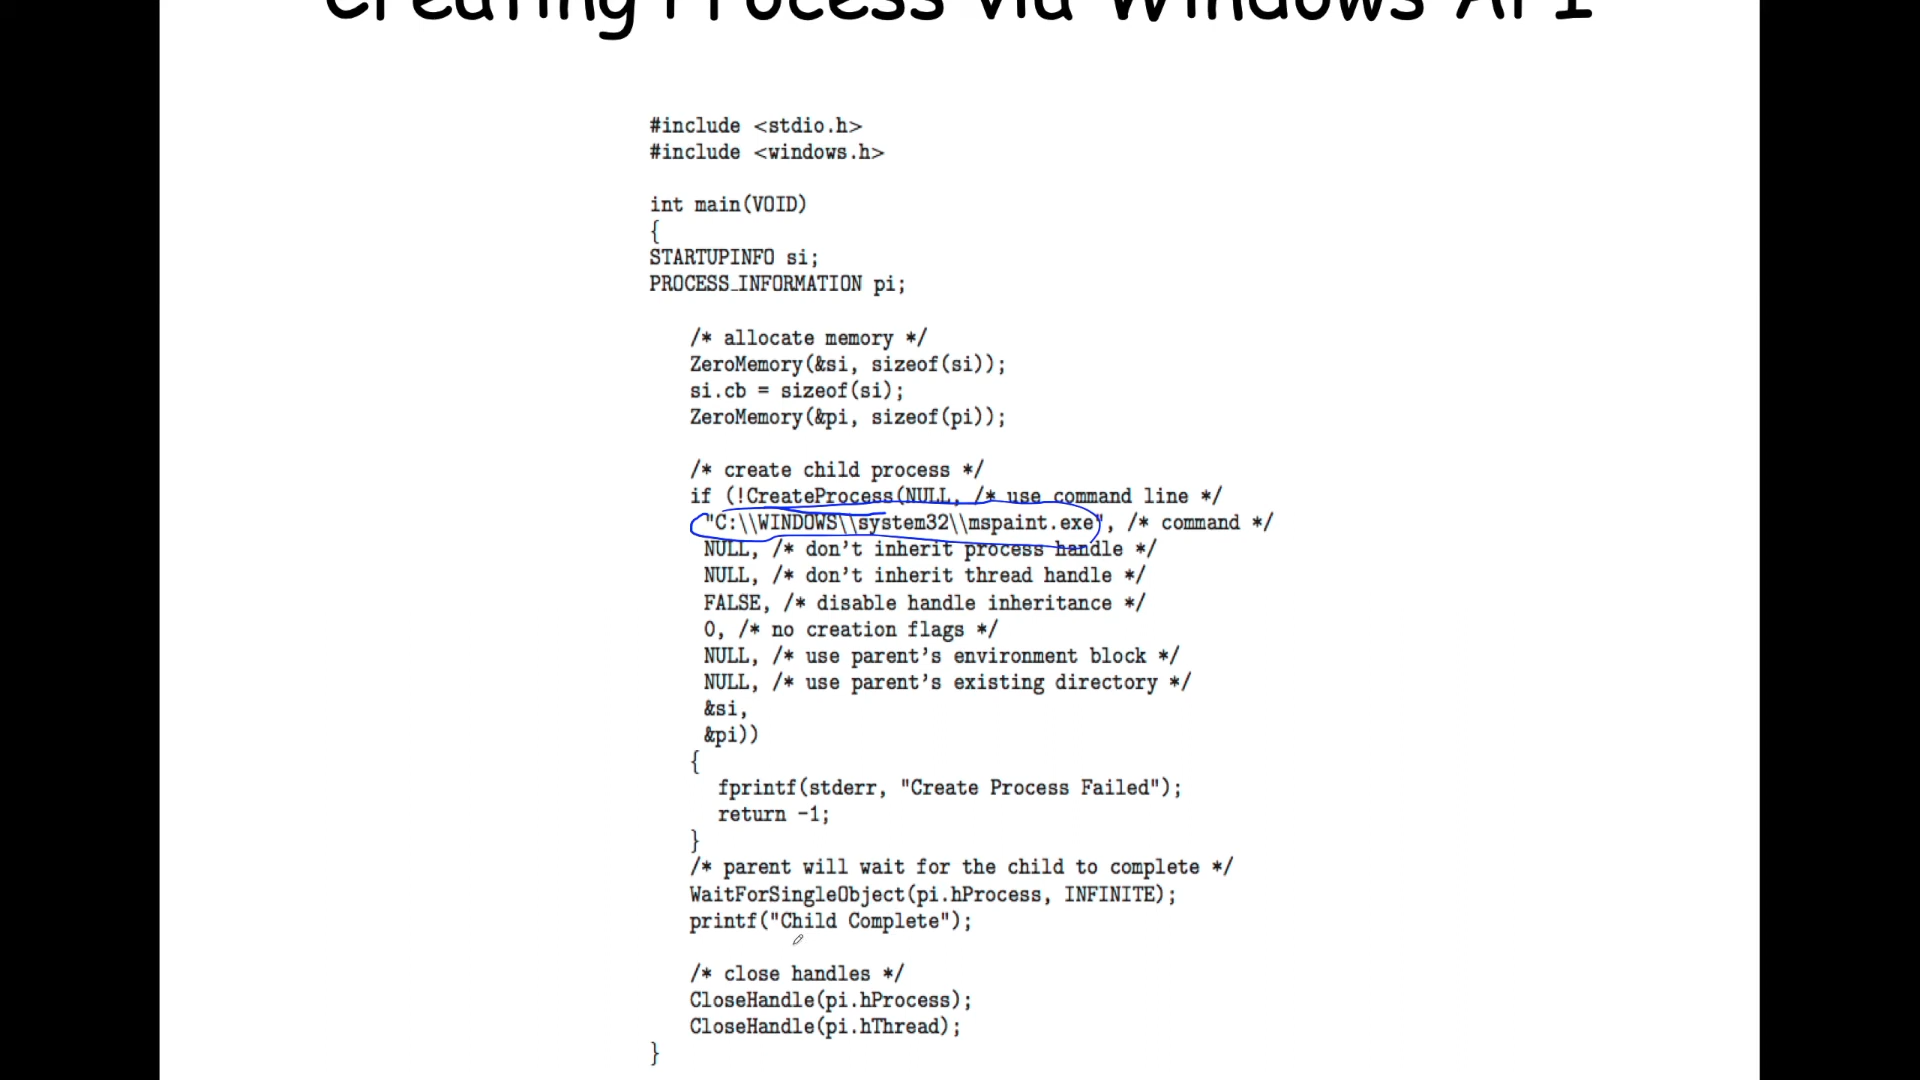 Creating Process via Windows API
#include <stdio.h>
#include <windows.h>
int main(VOID)
{
STARTUPINFO si;
PROCESS_INFORMATION pi;
/* allocate memory */
ZeroMemory(&si, sizeof(si));
si.cb = sizeof(si);
ZeroMemory(&pi, sizeof(pi));
/* create child process */
if (!CreateProcess(NULL, /* use command line */
"C:\\WINDOWS\\system32\\mspaint.exe", /* command */
NULL, /* don't inherit process handle */
NULL, /* don't inherit thread handle */
FALSE, /* disable handle inheritance */
0, /* no creation flags */
NULL, /* use parent's environment block */
NULL, /* use parent's existing directory */
&si,
&pi))
{
fprintf(stderr, "Create Process Failed");
return -1;
}
/* parent will wait for the child to complete */
WaitForSingleObject(pi.hProcess, INFINITE);
printf("Child Complete");
/* close handles */
CloseHandle(pi.hProcess);
CloseHandle(pi.hThread);
}